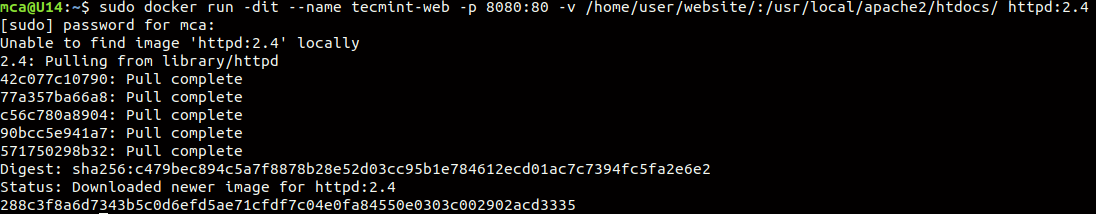 mca@U14:~$ sudo docker run -dit --name tecmint-web -p 8080:80 -v /home/user/website/:/usr/local/apache2/htdocs/ httpd:2.4
[sudo] password for mca:
Unable to find image 'httpd:2.4' locally
2.4: Pulling from library/httpd
42c077c10790: Pull complete
77a357ba66a8: Pull complete
c56c780a8904: Pull complete
90bcc5e941a7: Pull complete
571750298b32: Pull complete
Digest: sha256:c479bec894c5a7f8878b28e52d03cc95b1e784612ecd01ac7c7394fc5fa2e6e2
Status: Downloaded newer image for httpd:2.4
288c3f8a6d7343b5c0d6efd5ae71cfdf7c04e0fa84550e0303c002902acd3335